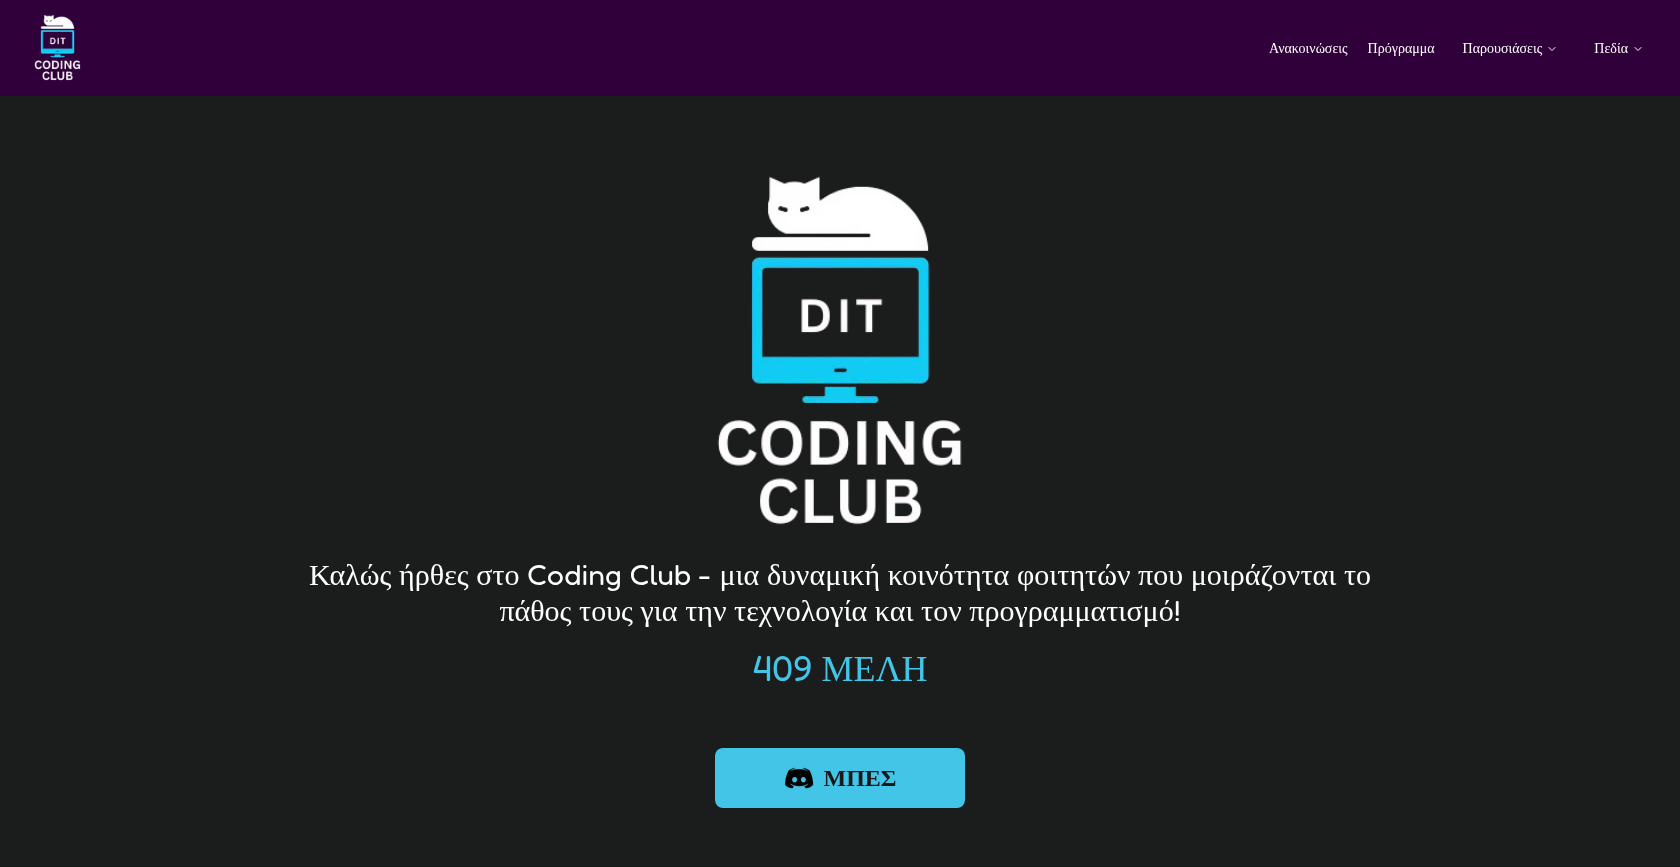 DIT
CODING
CLUB
Ανακοινώσεις Πρόγραμμα Παρουσιάσεις Πεδία
DIT
CODING
CLUB
Καλώς ήρθες στο Coding Club - μια δυναμική κοινότητα φοιτητών που μοιράζονται το
πάθος τους για την τεχνολογία και τον προγραμματισμό!
409 ΜΕΛΗ
ΜΠΕΣ